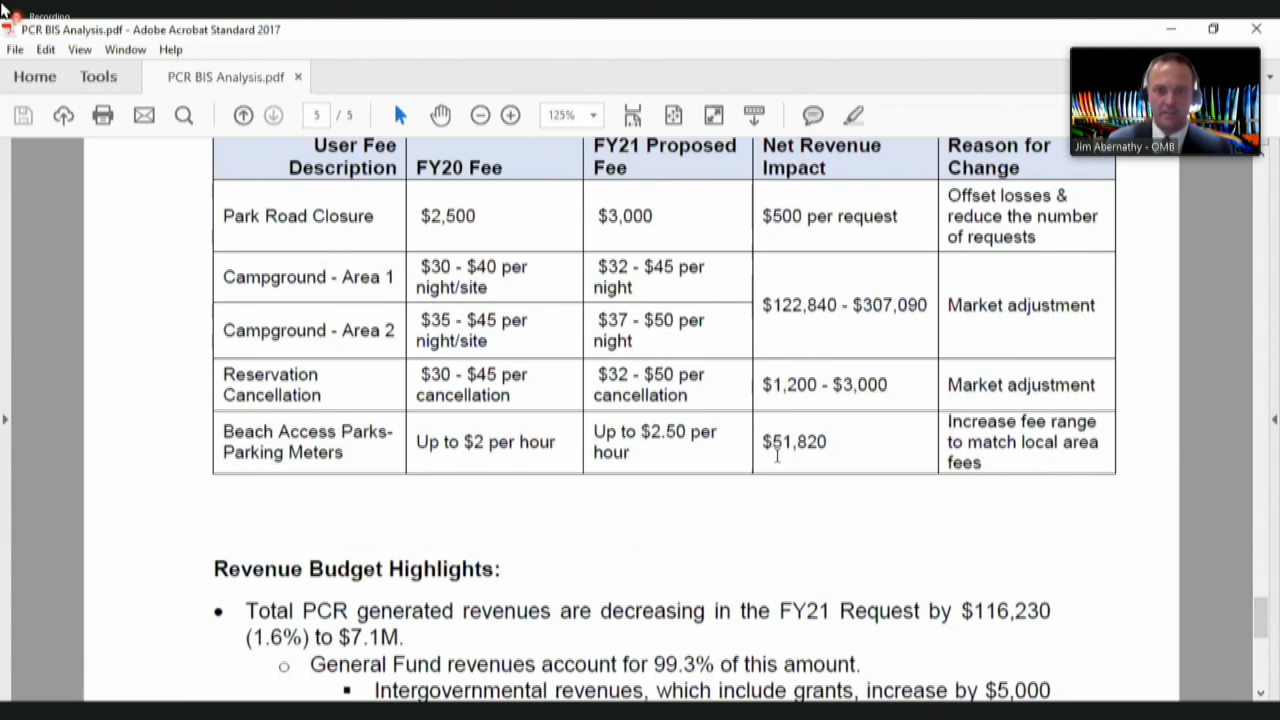 Recording
PCR BIS Analysis.pdf - Adobe Acrobat Standard 2017
File Edit View Window Help
Home Tools PCR BIS Analysis.pdf ×
5 / 5 125%
Jim Abernathy - OMB
User Fee
Description
FY20 Fee
FY21 Proposed
Fee
Net Revenue
Impact
Reason for
Change
Park Road Closure
$2,500
$3,000
$500 per request
Offset losses &
reduce the number
of requests
Campground - Area 1
$30 - $40 per
night/site
$32 - $45 per
night
$122,840 - $307,090
Market adjustment
Campground - Area 2
$35 - $45 per
night/site
$37 - $50 per
night
Reservation
Cancellation
$30 - $45 per
cancellation
$32 - $50 per
cancellation
$1,200 - $3,000
Market adjustment
Beach Access Parks-
Parking Meters
Up to $2 per hour
Up to $2.50 per
hour
$51,820
Increase fee range
to match local area
fees
Revenue Budget Highlights:
• Total PCR generated revenues are decreasing in the FY21 Request by $116,230
(1.6%) to $7.1M.
o General Fund revenues account for 99.3% of this amount.
▪ Intergovernmental revenues, which include grants, increase by $5,000